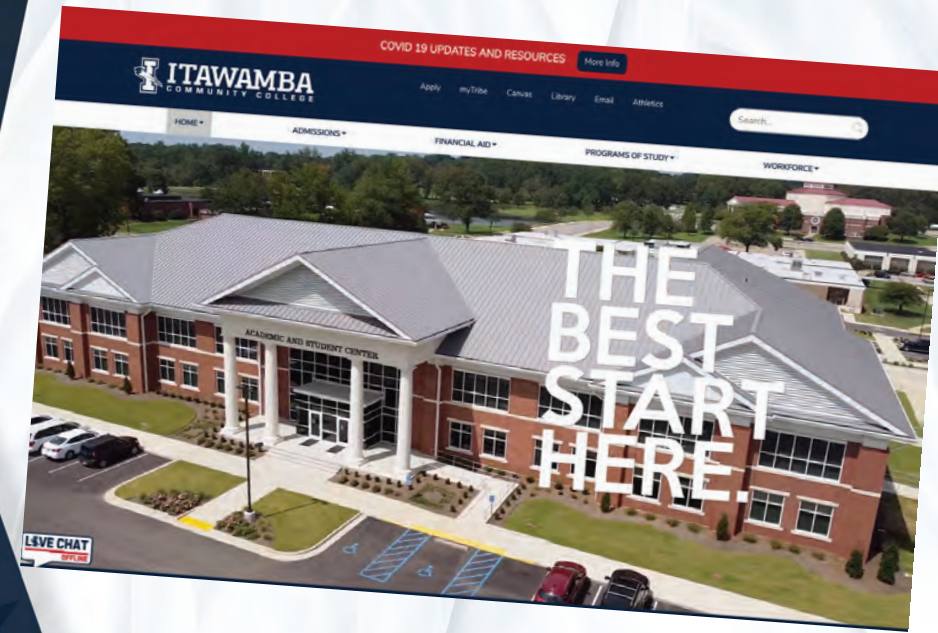 COVID 19 UPDATES AND RESOURCES More Info
ITAWAMBA
COMMUNITY COLLEGE
Apply myTribe Canvas Library Email Athletics
Search...
HOME ADMISSIONS FINANCIAL AID PROGRAMS OF STUDY WORKFORCE
THE
BEST
START
HERE.
ACADEMIC AND STUDENT CENTER
LIVE CHAT
OFFLINE